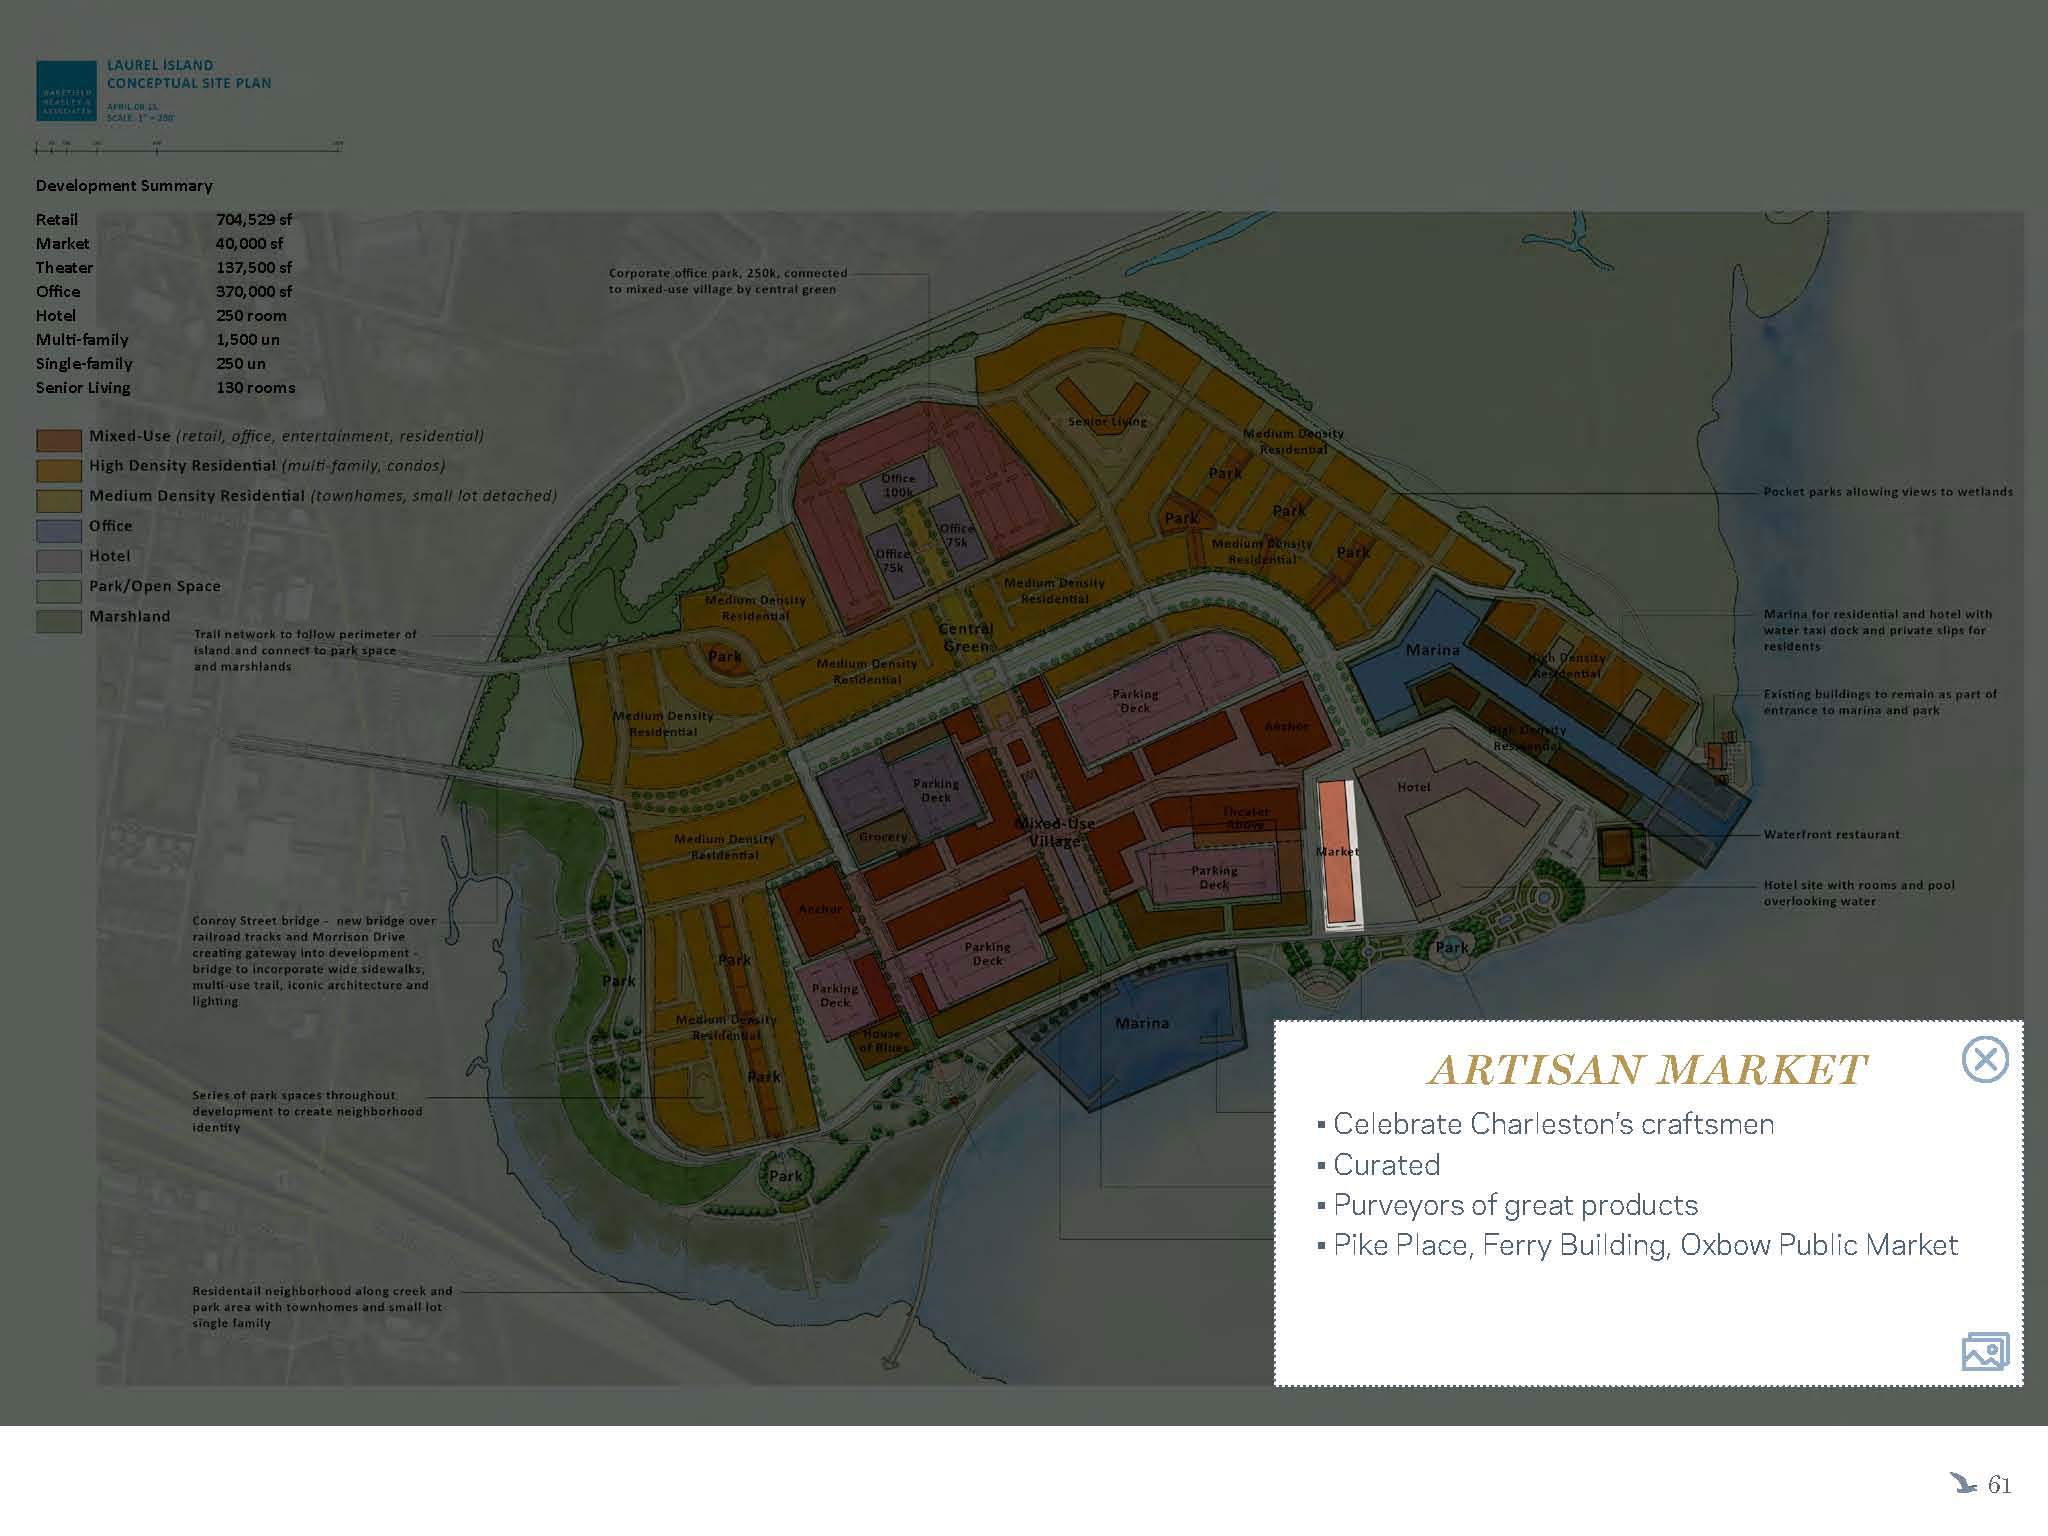 WAKEFIELD
BEASLEY &
ASSOCIATES
LAUREL ISLAND
CONCEPTUAL SITE PLAN
APRIL 08 15
SCALE: 1" = 200'
Development Summary
Retail 704,529 sf
Market 40,000 sf
Theater 137,500 sf
Office 370,000 sf
Hotel 250 room
Multi-family 1,500 un
Single-family 250 un
Senior Living 130 rooms
Mixed-Use (retail, office, entertainment, residential)
High Density Residential (multi-family, condos)
Medium Density Residential (townhomes, small lot detached)
Office
Hotel
Park/Open Space
Marshland
Trail network to follow perimeter of
island and connect to park space
and marshlands
Conroy Street bridge - new bridge over
railroad tracks and Morrison Drive
creating gateway into development -
bridge to incorporate wide sidewalks,
multi-use trail, iconic architecture and
lighting
Series of park spaces throughout
development to create neighborhood
identity
Residentail neighborhood along creek and
park area with townhomes and small lot
single family
Corporate office park, 250k, connected
to mixed-use village by central green
Senior Living
Medium Density
Residential
Park
Office
100k
Office
75k
Office
75k
Park
Park
Medium Density
Residential
Park
Medium Density
Residential
Medium Density
Residential
Central
Green
Park
Medium Density
Residential
Medium Density
Residential
Marina
High Density
Residential
High Density
Residential
Parking
Deck
Anchor
Parking
Deck
Grocery
Mixed-Use
Village
Theater
Above
Hotel
Market
Parking
Deck
Medium Density
Residential
Anchor
Parking
Deck
Parking
Deck
House
of Blues
Park
Park
Medium Density
Residential
Park
Park
Park
Marina
Pocket parks allowing views to wetlands
Marina for residential and hotel with
water taxi dock and private slips for
residents
Existing buildings to remain as part of
entrance to marina and park
Waterfront restaurant
Hotel site with rooms and pool
overlooking water
ARTISAN MARKET
▪ Celebrate Charleston's craftsmen
▪ Curated
▪ Purveyors of great products
▪ Pike Place, Ferry Building, Oxbow Public Market
61